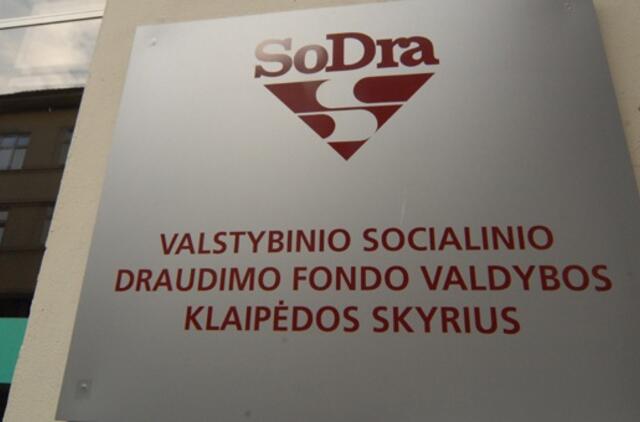 SoDra
VALSTYBINIO SOCIALINIO
DRAUDIMO FONDO VALDYBOS
KLAIPĖDOS SKYRIUS